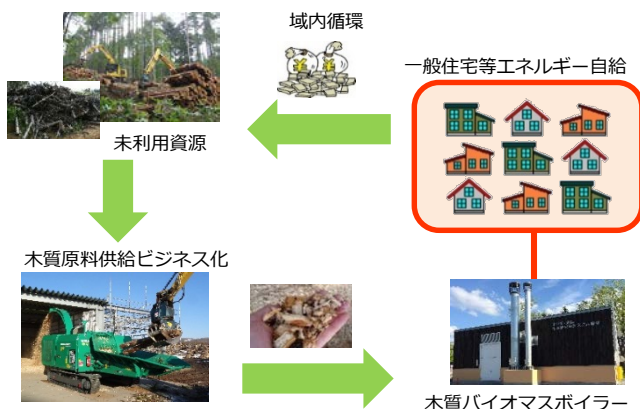 域内循環
一般住宅等エネルギー自給
未利用資源
木質原料供給ビジネス化
木質バイオマスボイラー